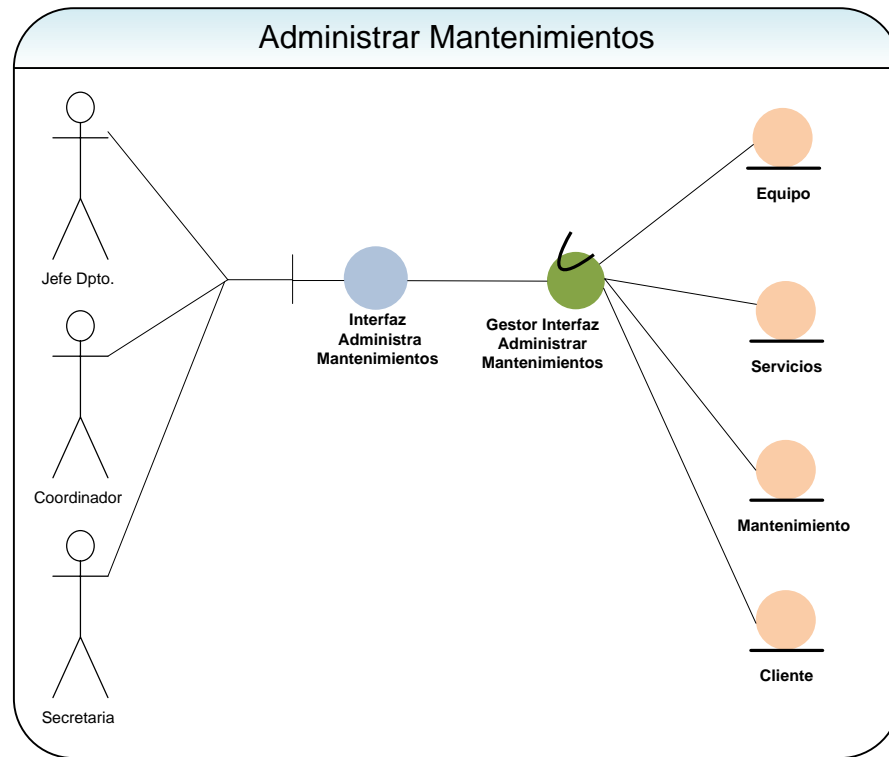 Administrar Mantenimientos
Jefe Dpto.
Coordinador
Secretaria
Interfaz
Administra
Mantenimientos
Gestor Interfaz
Administrar
Mantenimientos
Equipo
Servicios
Mantenimiento
Cliente